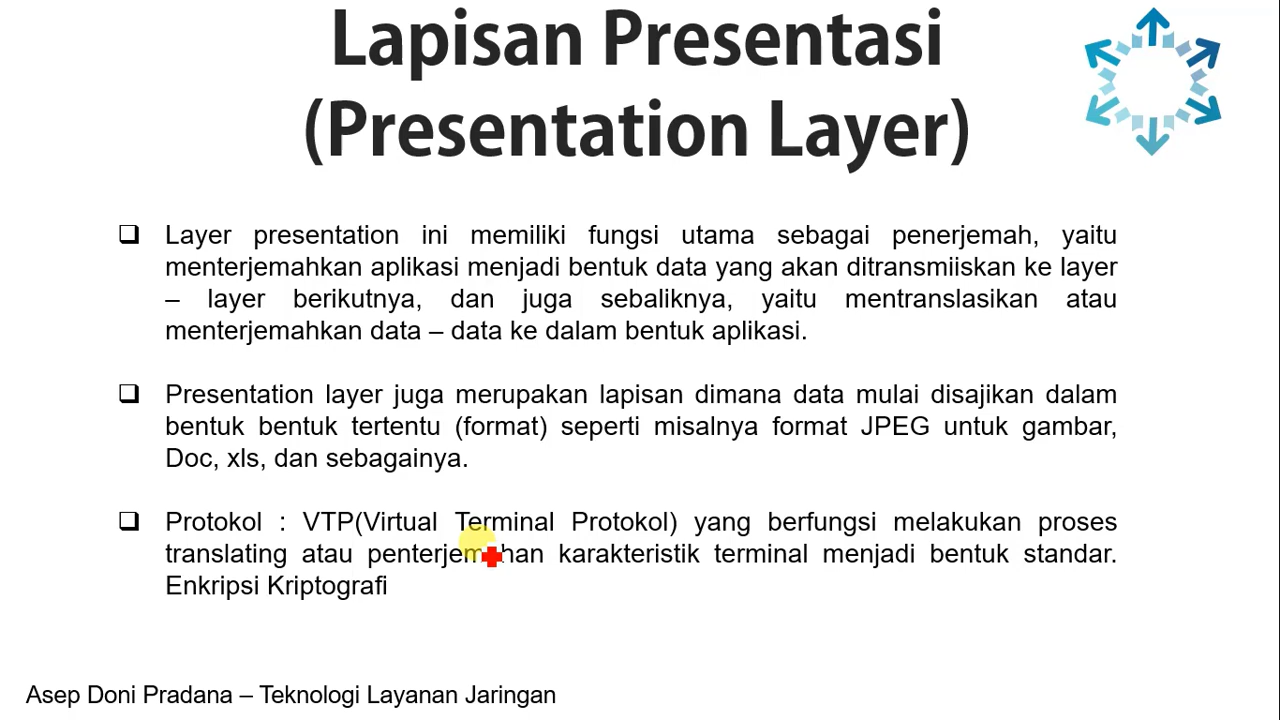 Lapisan Presentasi
(Presentation Layer)
❑ Layer presentation ini memiliki fungsi utama sebagai penerjemah, yaitu
menterjemahkan aplikasi menjadi bentuk data yang akan ditransmiiskan ke layer
– layer berikutnya, dan juga sebaliknya, yaitu mentranslasikan atau
menterjemahkan data – data ke dalam bentuk aplikasi.
❑ Presentation layer juga merupakan lapisan dimana data mulai disajikan dalam
bentuk bentuk tertentu (format) seperti misalnya format JPEG untuk gambar,
Doc, xls, dan sebagainya.
❑ Protokol : VTP(Virtual Terminal Protokol) yang berfungsi melakukan proses
translating atau penterjemahan karakteristik terminal menjadi bentuk standar.
Enkripsi Kriptografi
Asep Doni Pradana – Teknologi Layanan Jaringan